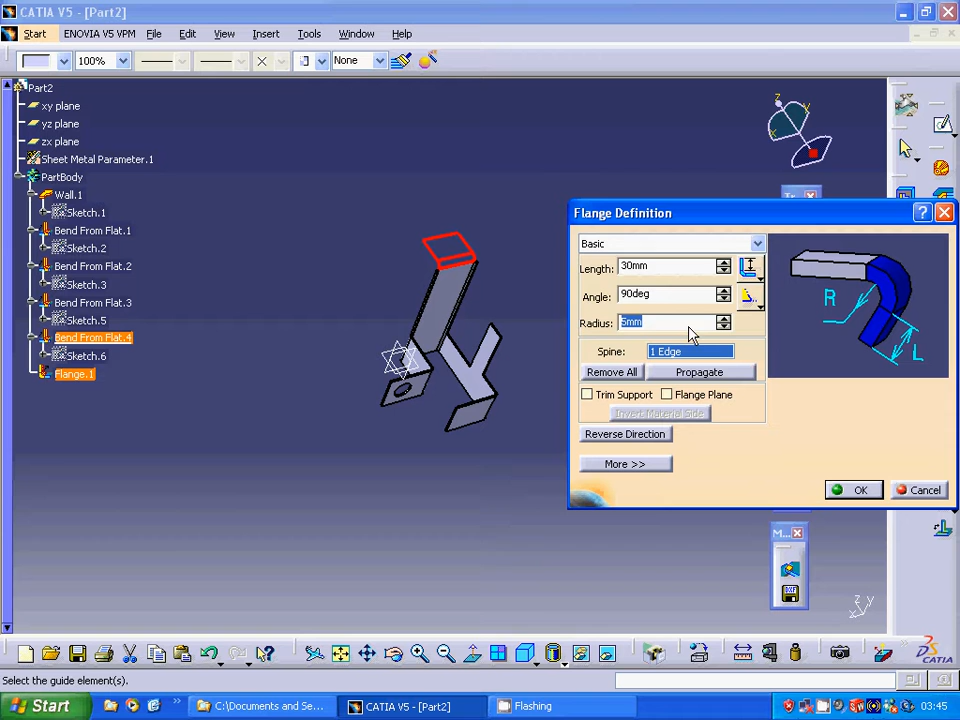 CATIA V5 - [Part2]
Start ENOVIA V5 VPM File Edit View Insert Tools Window Help
100% None
Part2
xy plane
yz plane
zx plane
Sheet Metal Parameter.1
PartBody
Wall.1
Sketch.1
Bend From Flat.1
Sketch.2
Bend From Flat.2
Sketch.3
Bend From Flat.3
Sketch.5
Bend From Flat.4
Sketch.6
Flange.1
z
y
Flange Definition
Basic
Length: 30mm
Angle: 90deg
Radius: 5mm
Spine: 1 Edge
Remove All Propagate
Trim Support Flange Plane
Invert Material Side
Reverse Direction
More >>
OK Cancel
R
L
M...
DXF
z
y
x
DS
CATIA
Select the guide element(s).
Start C:\Documents and Se... CATIA V5 - [Part2] Flashing 03:45